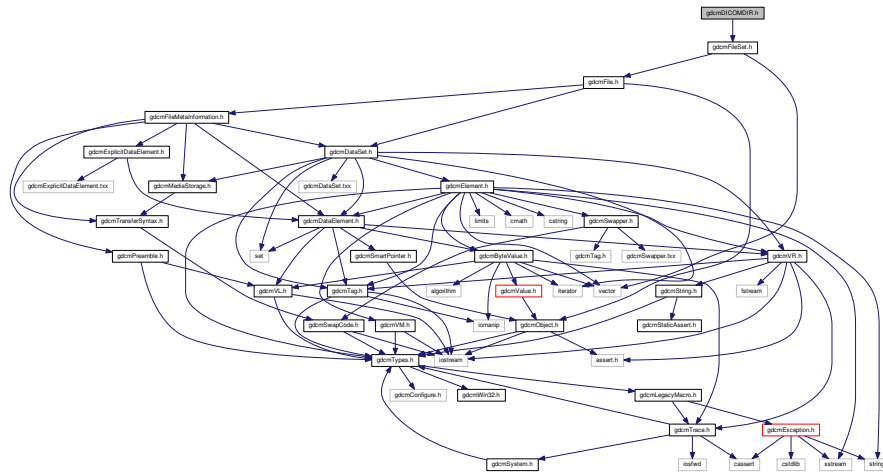 gdcmDICOMDIR.h
gdcmFileSet.h
gdcmFile.h
gdcmFileMetaInformation.h
gdcmExplicitDataElement.h
gdcmDataSet.h
gdcmExplicitDataElement.txx
gdcmMediaStorage.h
gdcmDataSet.txx
gdcmElement.h
gdcmTransferSyntax.h
gdcmDataElement.h
limits
cmath
cstring
gdcmSwapper.h
gdcmPreamble.h
set
gdcmSmartPointer.h
gdcmByteValue.h
gdcmTag.h
gdcmSwapper.txx
gdcmVR.h
gdcmVL.h
gdcmTag.h
algorithm
gdcmValue.h
iterator
vector
gdcmString.h
fstream
gdcmSwapCode.h
gdcmVM.h
iomanip
gdcmObject.h
gdcmStaticAssert.h
gdcmTypes.h
iostream
assert.h
gdcmConfigure.h
gdcmWin32.h
gdcmLegacyMacro.h
gdcmTrace.h
gdcmException.h
gdcmSystem.h
iosfwd
cassert
cstdlib
sstream
string